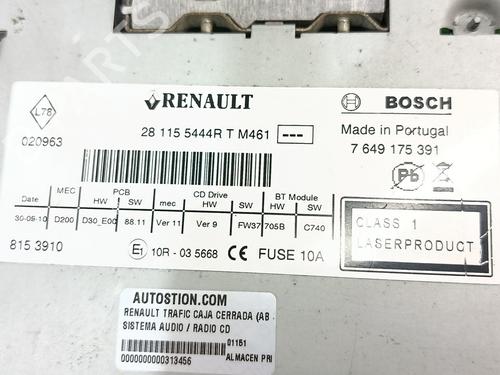 PARTS
L78
020963
RENAULT
28 115 5444R T M461 ---
BOSCH
Made in Portugal
7 649 175 391
Pb
MEC PCB CD Drive BT Module
Date HW SW mec HW SW HW SW
30-06-10 D200 D30_E00 88.11 Ver 11 Ver 9 FW37 705B C740
815 3910
E1 10R - 03 5668 CE FUSE 10A
CLASS 1
LASERPRODUCT
AUTOSTION.COM
RENAULT TRAFIC CAJA CERRADA (AB
SISTEMA AUDIO / RADIO CD
01151
0000000000313456 ALMACEN PRI